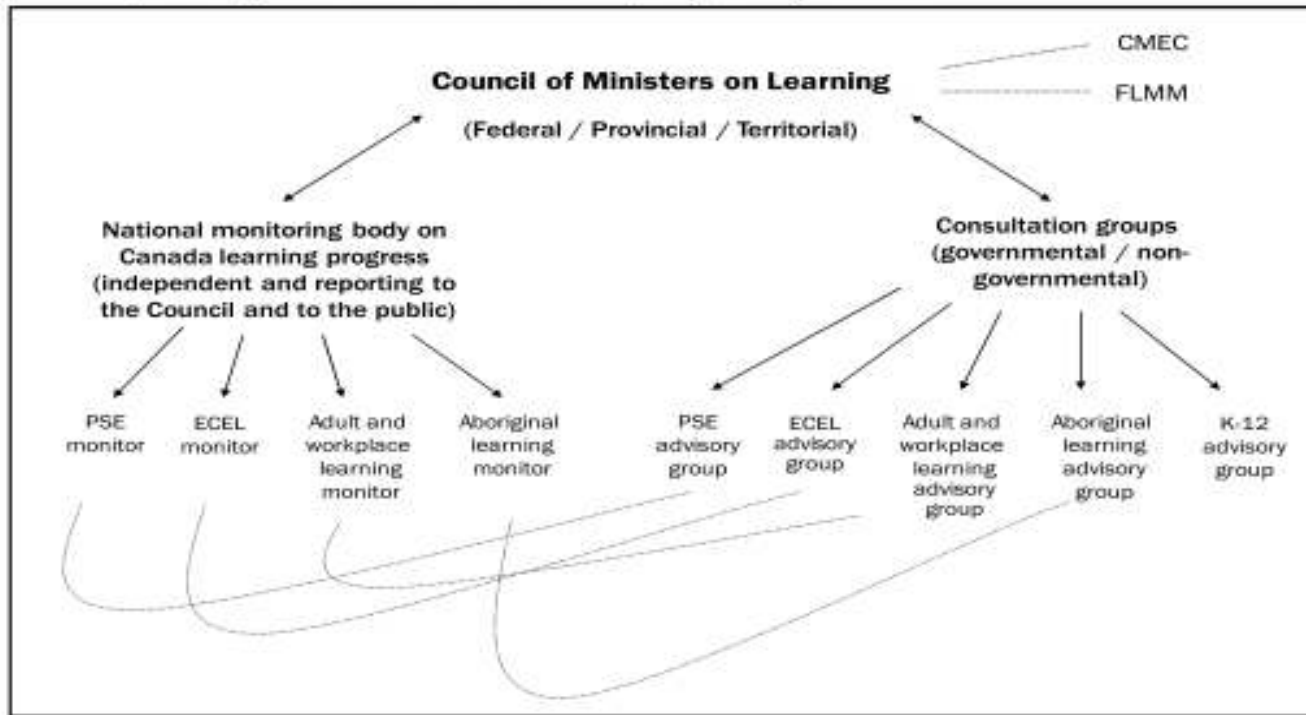 CMEC
Council of Ministers on Learning
FLMM
(Federal / Provincial / Territorial)
National monitoring body on
Canada learning progress
(independent and reporting to
the Council and to the public)
Consultation groups
(governmental / non-
governmental)
PSE
monitor
ECEL
monitor
Adult and
workplace
learning
monitor
Aboriginal
learning
monitor
PSE
advisory
group
ECEL
advisory
group
Adult and
workplace
learning
advisory
group
Aboriginal
learning
advisory
group
K-12
advisory
group